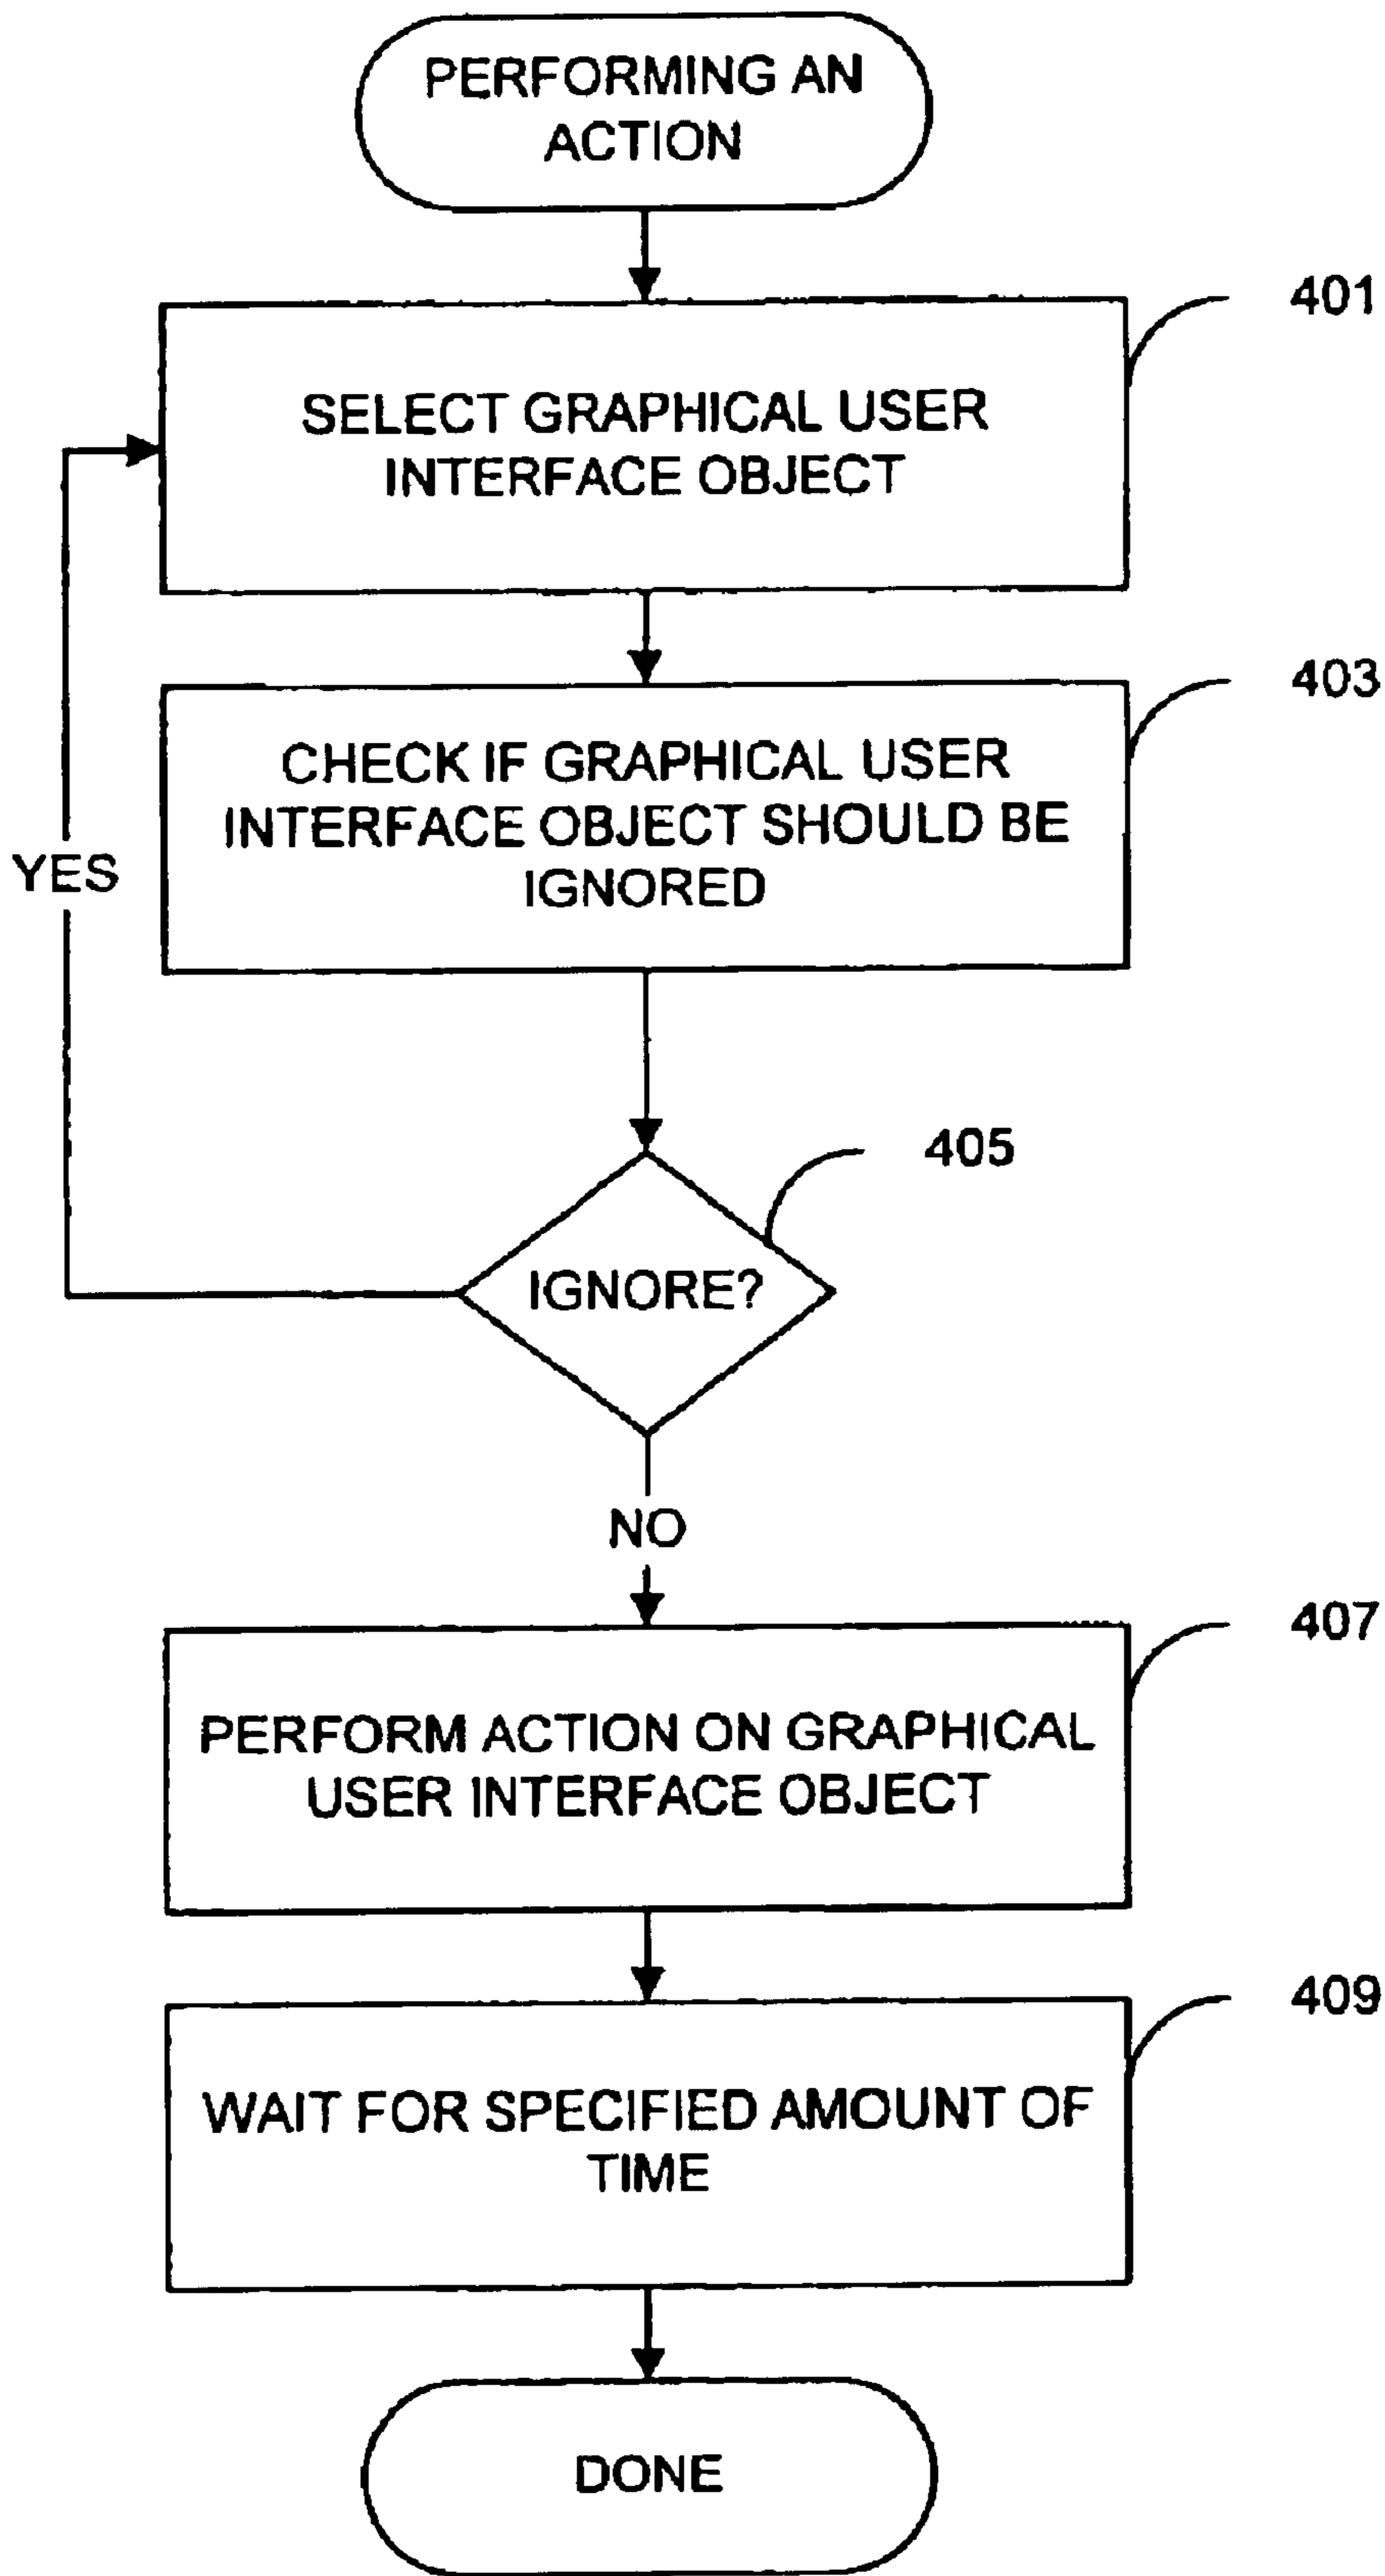 PERFORMING AN
ACTION
401
SELECT GRAPHICAL USER
INTERFACE OBJECT
403
CHECK IF GRAPHICAL USER
INTERFACE OBJECT SHOULD BE
IGNORED
YES
405
IGNORE?
NO
407
PERFORM ACTION ON GRAPHICAL
USER INTERFACE OBJECT
409
WAIT FOR SPECIFIED AMOUNT OF
TIME
DONE